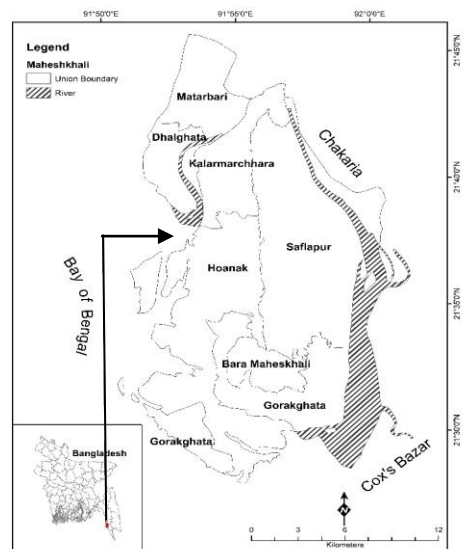 91°50'0"E
91°55'0"E
92°0'0"E
Legend
Maheshkhali
Union Boundary
River
21°45'0"N
Matarbari
Dhalghata
Kalarmarchhara
Chakaria
21°40'0"N
Saflapur
Hoanak
Bay of Bengal
21°35'0"N
Bara Maheskhali
Gorakghata
Gorakghata
21°30'0"N
Bangladesh
Cox's Bazar
N
0 3 6 12
Kilometers